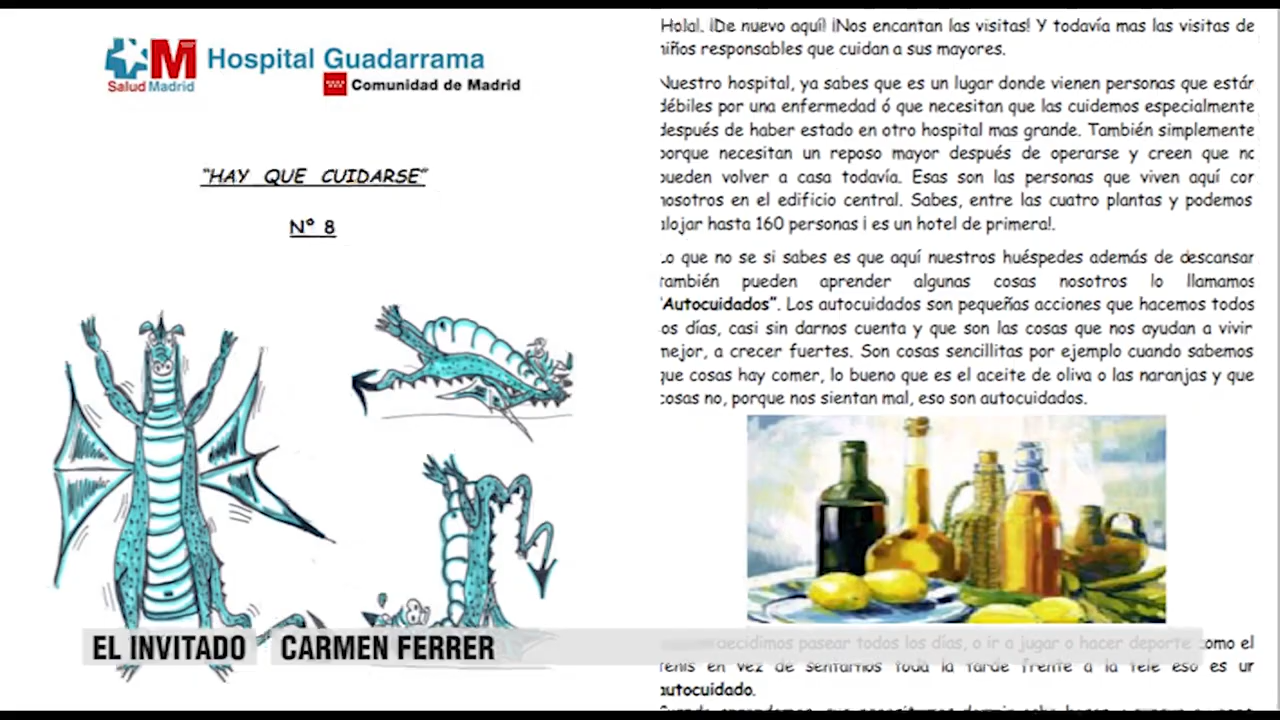 Hospital Guadarrama
SaludMadrid
Comunidad de Madrid
"HAY QUE CUIDARSE"
Nº 8
Hola!. ¡De nuevo aquí! ¡Nos encantan las visitas! Y todavía mas las visitas de
niños responsables que cuidan a sus mayores.
Nuestro hospital, ya sabes que es un lugar donde vienen personas que están
débiles por una enfermedad ó que necesitan que las cuidemos especialmente
después de haber estado en otro hospital mas grande. También simplemente
porque necesitan un reposo mayor después de operarse y creen que no
pueden volver a casa todavía. Esas son las personas que viven aquí con
nosotros en el edificio central. Sabes, entre las cuatro plantas y podemos
alojar hasta 160 personas ¡ es un hotel de primera!.
Lo que no se si sabes es que aquí nuestros huéspedes además de descansar
también pueden aprender algunas cosas nosotros lo llamamos
"Autocuidados". Los autocuidados son pequeñas acciones que hacemos todos
los días, casi sin darnos cuenta y que son las cosas que nos ayudan a vivir
mejor, a crecer fuertes. Son cosas sencillitas por ejemplo cuando sabemos
que cosas hay comer, lo bueno que es el aceite de oliva o las naranjas y que
cosas no, porque nos sientan mal, eso son autocuidados.
decidimos pasear todos los días, o ir a jugar o hacer deporte como el
tenis en vez de sentarnos toda la tarde frente a la tele eso es un
autocuidado.
EL INVITADO CARMEN FERRER